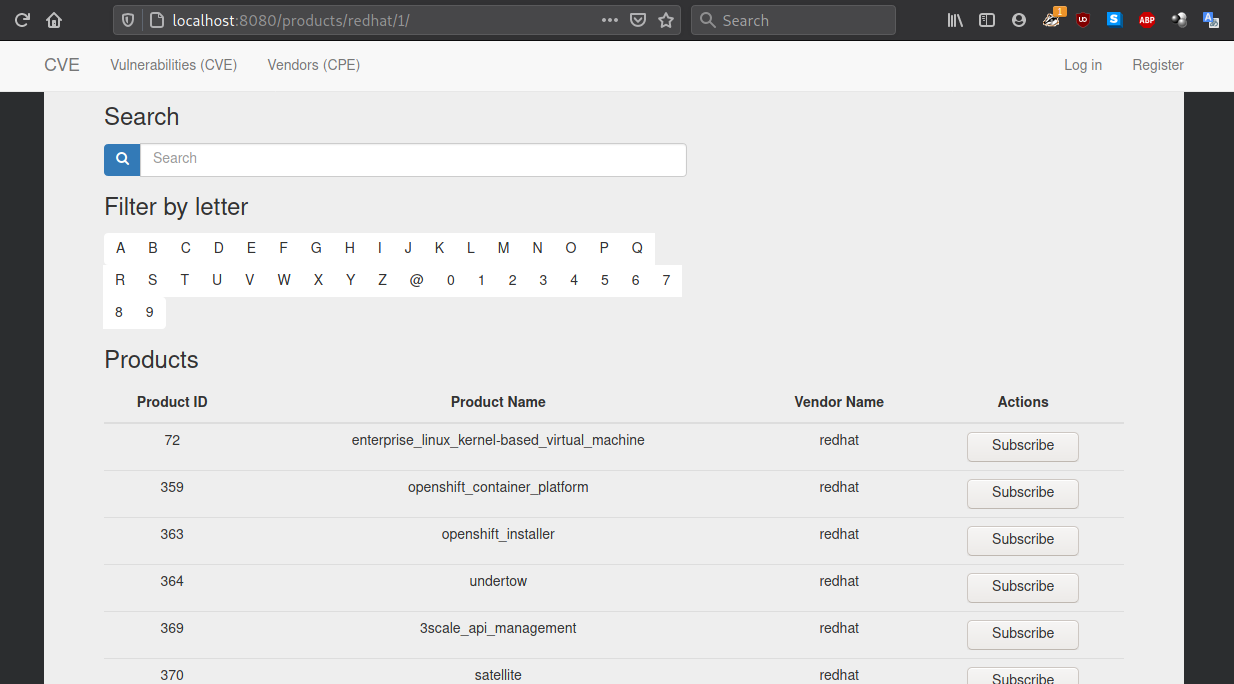 localhost:8080/products/redhat/1/
Search
1
UD
S
ABP
A
CVE Vulnerabilities (CVE) Vendors (CPE) Log in Register
Search
Search
Filter by letter
A B C D E F G H I J K L M N O P Q
R S T U V W X Y Z @ 0 1 2 3 4 5 6 7
8 9
Products
Product ID Product Name Vendor Name Actions
72 enterprise_linux_kernel-based_virtual_machine redhat Subscribe
359 openshift_container_platform redhat Subscribe
363 openshift_installer redhat Subscribe
364 undertow redhat Subscribe
369 3scale_api_management redhat Subscribe
370 satellite redhat Subscribe